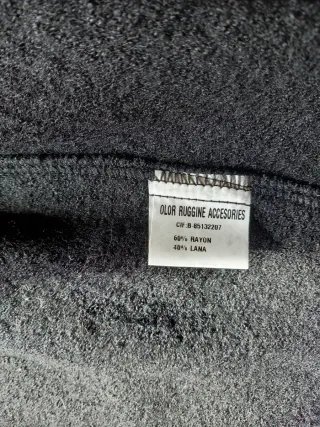 OLOR RUGGINE ACCESORIES
CIF:B-85132207
60% RAYON
40% LANA